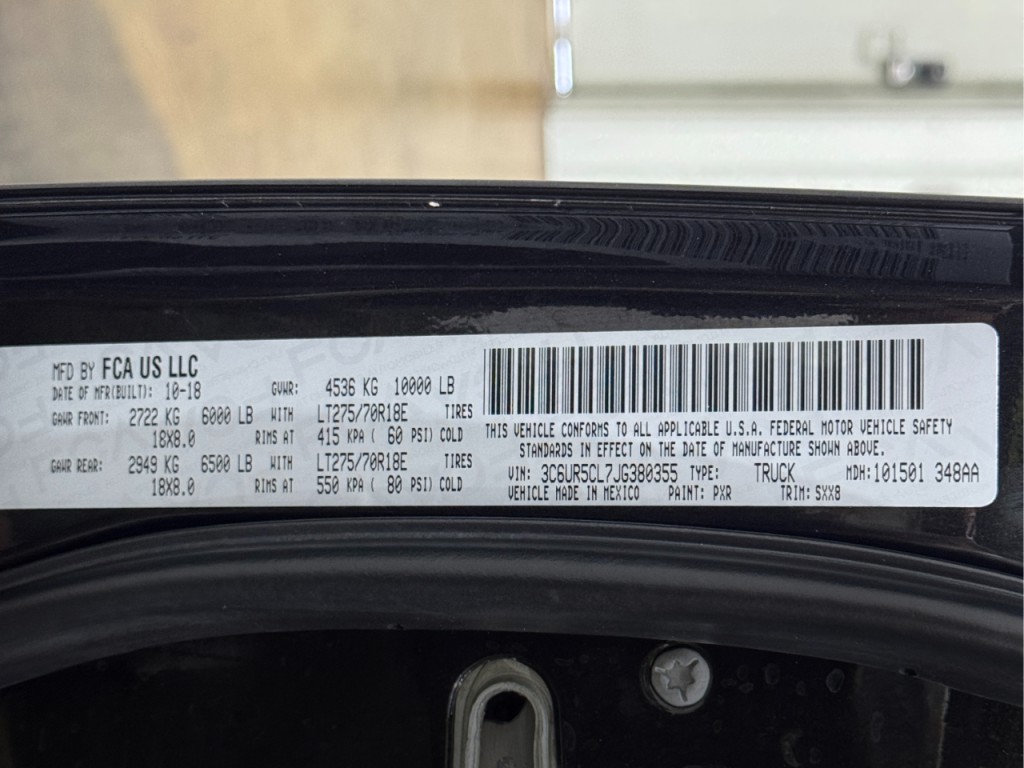 MFD BY FCA US LLC
DATE OF MFR(BUILT): 10-18 GVWR: 4536 KG 10000 LB
GAWR FRONT: 2722 KG 6000 LB WITH LT275/70R18E TIRES
18X8.0 RIMS AT 415 KPA ( 60 PSI) COLD
GAWR REAR: 2949 KG 6500 LB WITH LT275/70R18E TIRES
18X8.0 RIMS AT 550 KPA ( 80 PSI) COLD
THIS VEHICLE CONFORMS TO ALL APPLICABLE U.S.A. FEDERAL MOTOR VEHICLE SAFETY
STANDARDS IN EFFECT ON THE DATE OF MANUFACTURE SHOWN ABOVE.
VIN: 3C6UR5CL7JG380355 TYPE: TRUCK MDH: 101501 348AA
VEHICLE MADE IN MEXICO PAINT: PXR TRIM: SXX8